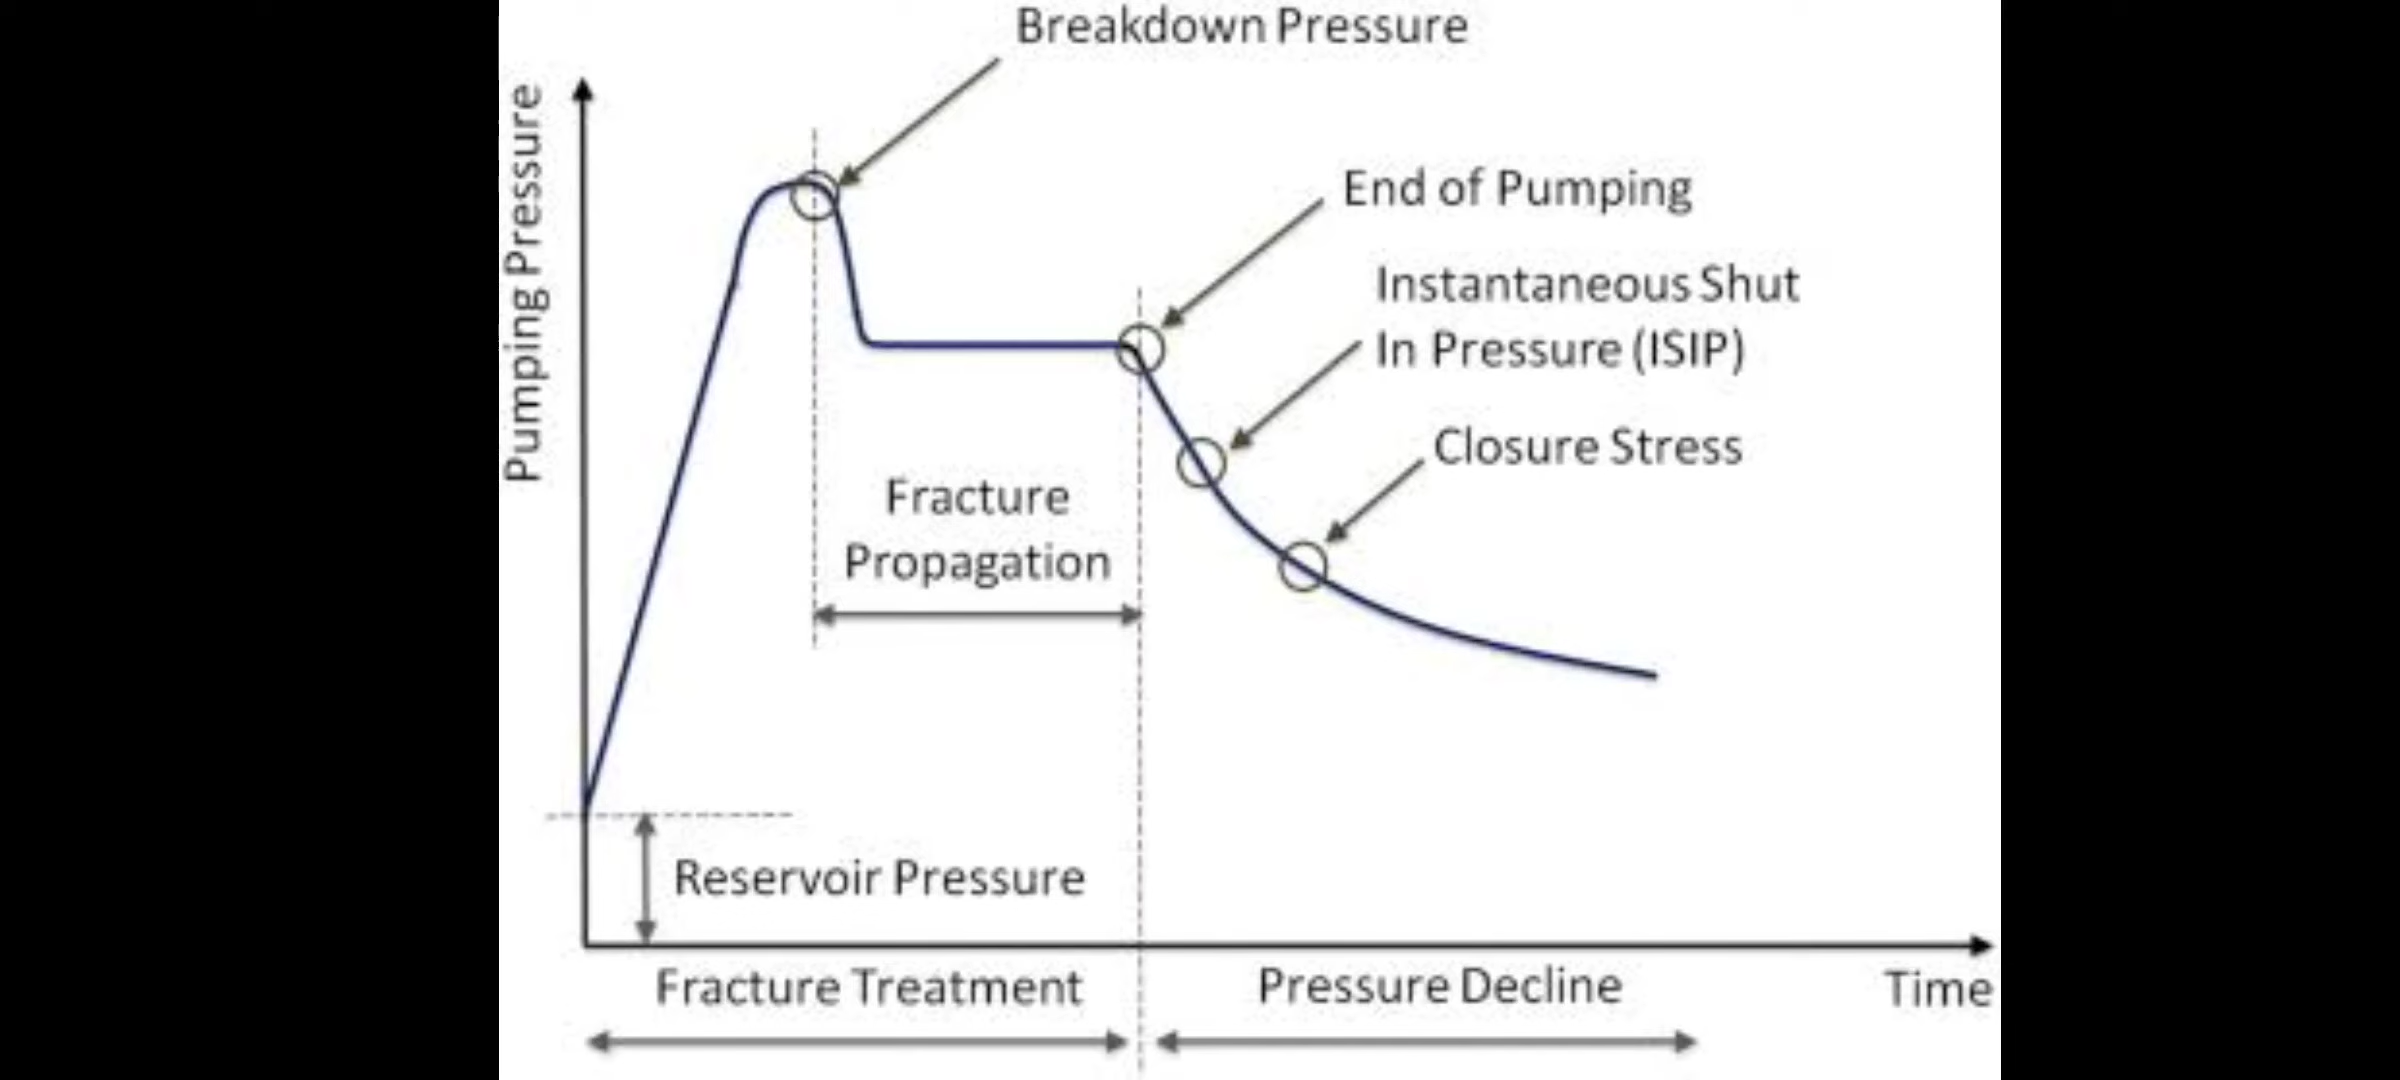 Breakdown Pressure
Pumping Pressure
End of Pumping
Instantaneous Shut
In Pressure (ISIP)
Closure Stress
Fracture
Propagation
Reservoir Pressure
Fracture Treatment
Pressure Decline
Time